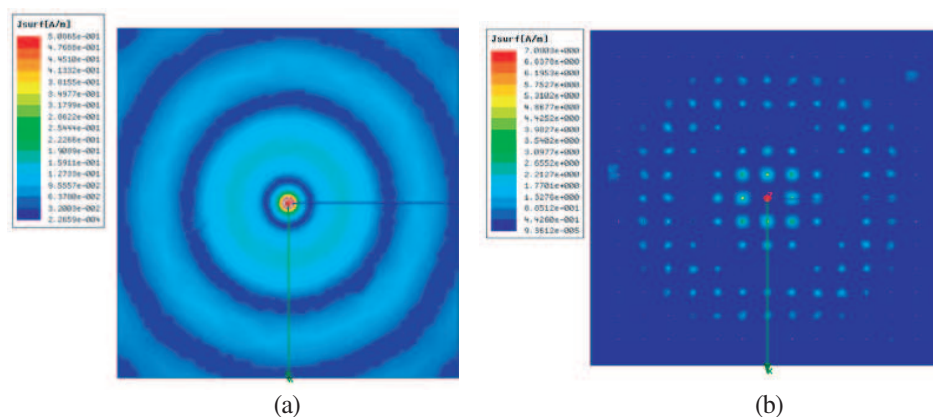 Jsurf[A/m]
5.0865e-001
4.7688e-001
4.4510e-001
4.1332e-001
3.8155e-001
3.4977e-001
3.1799e-001
2.8622e-001
2.5444e-001
2.2266e-001
1.9089e-001
1.5911e-001
1.2733e-001
9.5557e-002
6.3780e-002
3.2003e-002
2.2659e-004
(a)
Jsurf[A/m]
7.0803e+000
6.6378e+000
6.1953e+000
5.7527e+000
5.3102e+000
4.8677e+000
4.4252e+000
3.9827e+000
3.5402e+000
3.0977e+000
2.6552e+000
2.2127e+000
1.7701e+000
1.3276e+000
8.8512e-001
4.4260e-001
9.3612e-005
(b)